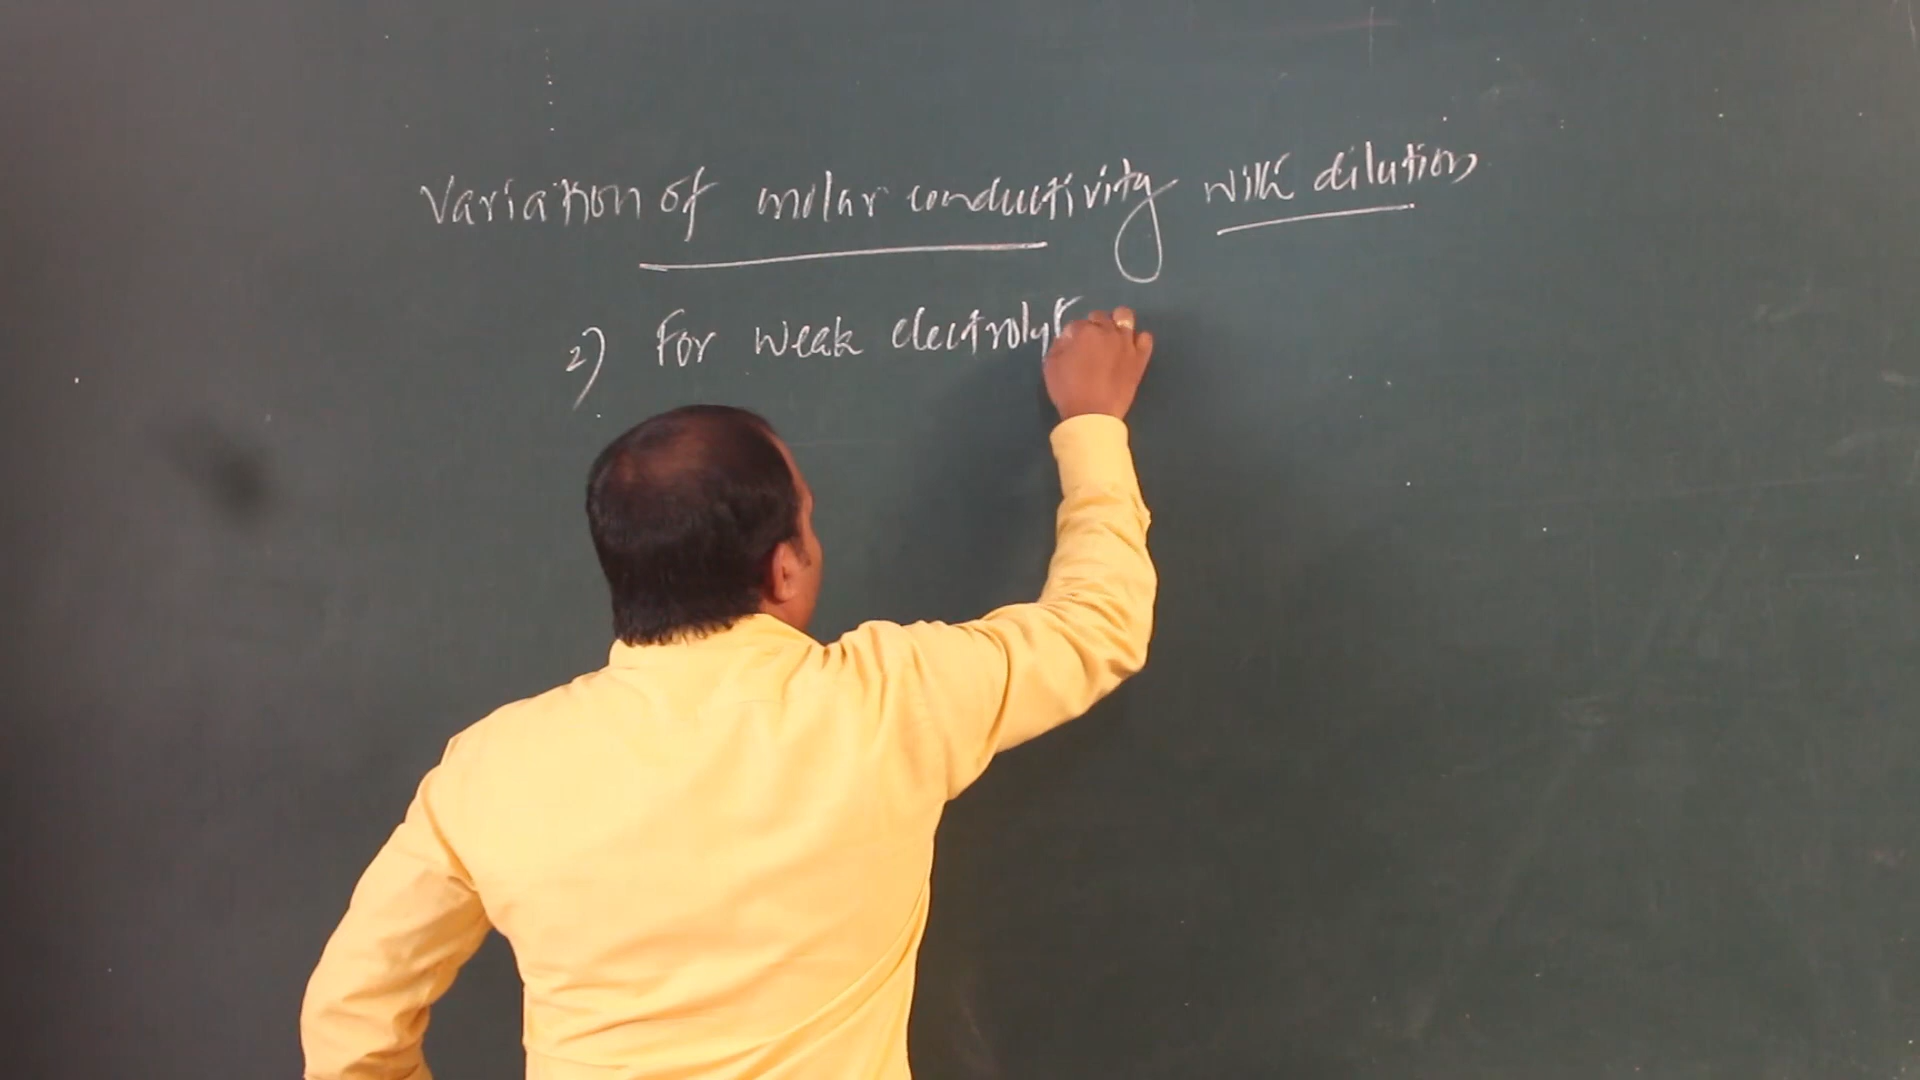 Variation of molar conductivity with dilution
2) For weak electrolyt